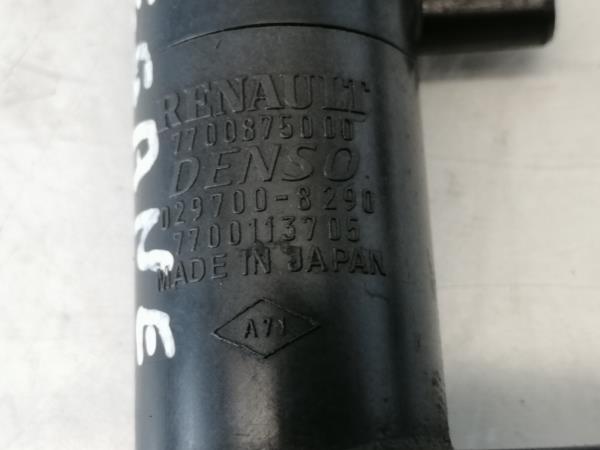 RENAULT
7700875000
DENSO
029700-8290
7700113705
MADE IN JAPAN
A71